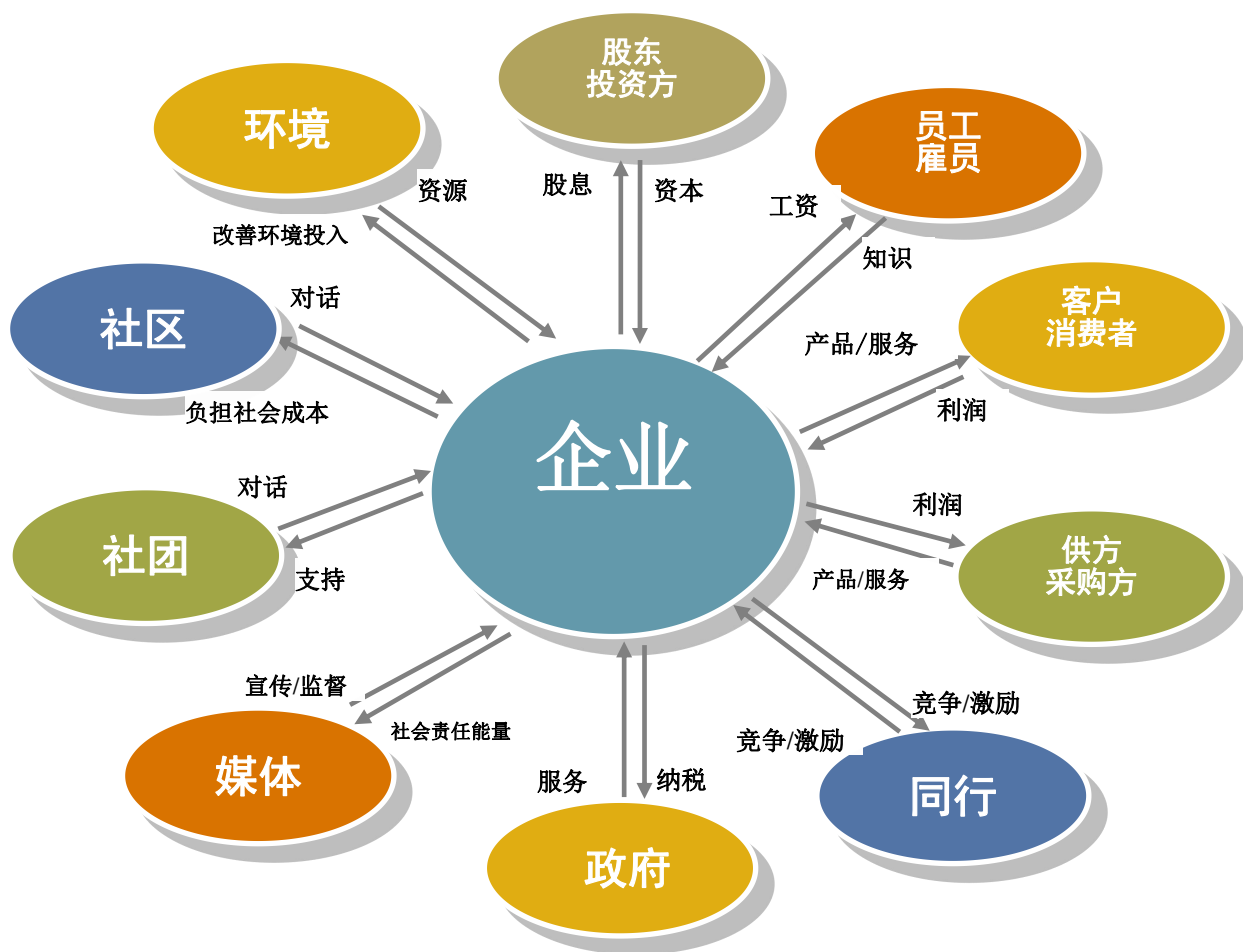 股东
投资方
环境
员工
雇员
资源
股息
资本
工资
改善环境投入
知识
客户
消费者
社区
对话
产品/服务
负担社会成本
利润
企业
对话
利润
社团
支持
供方
采购方
产品/服务
宣传/监督
社会责任能量
竞争/激励
竞争/激励
媒体
服务
纳税
同行
政府